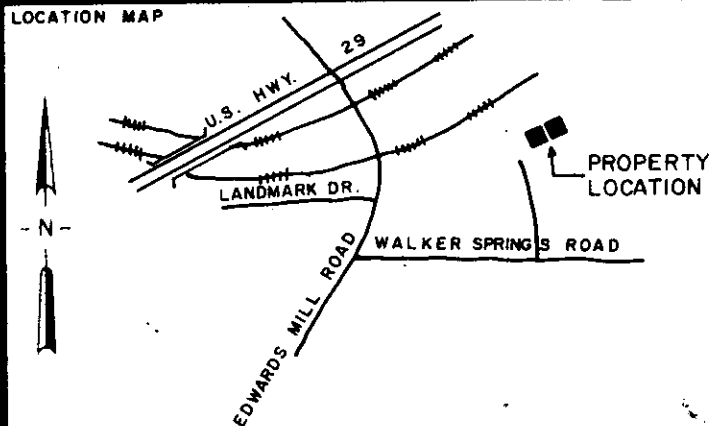 LOCATION MAP
U.S. HWY. 29
PROPERTY
LOCATION
LANDMARK DR.
- N -
WALKER SPRINGS ROAD
EDWARDS MILL ROAD